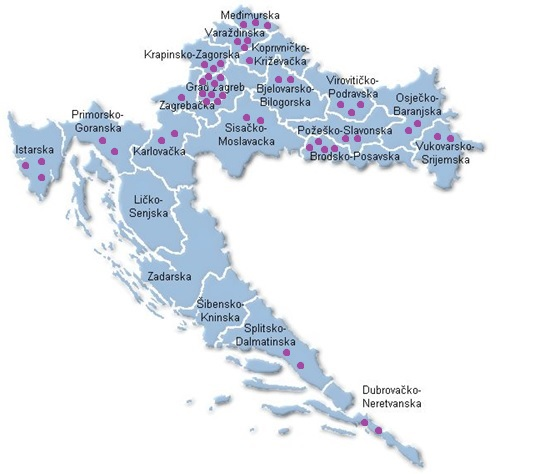 Međimurska
Varaždinska
Koprivničko-
Križevačka
Krapinsko-Zagorska
Grad Zagreb
Zagrebačka
Bjelovarsko-
Bilogorska
Virovitičko-
Podravska
Osječko-
Baranjska
Primorsko-
Goranska
Istarska
Karlovačka
Sisačko-
Moslavacka
Požeško-Slavonska
Brodsko-Posavska
Vukovarsko-
Srijemska
Ličko-
Senjska
Zadarska
Šibensko-
Kninska
Splitsko-
Dalmatinska
Dubrovačko-
Neretvanska